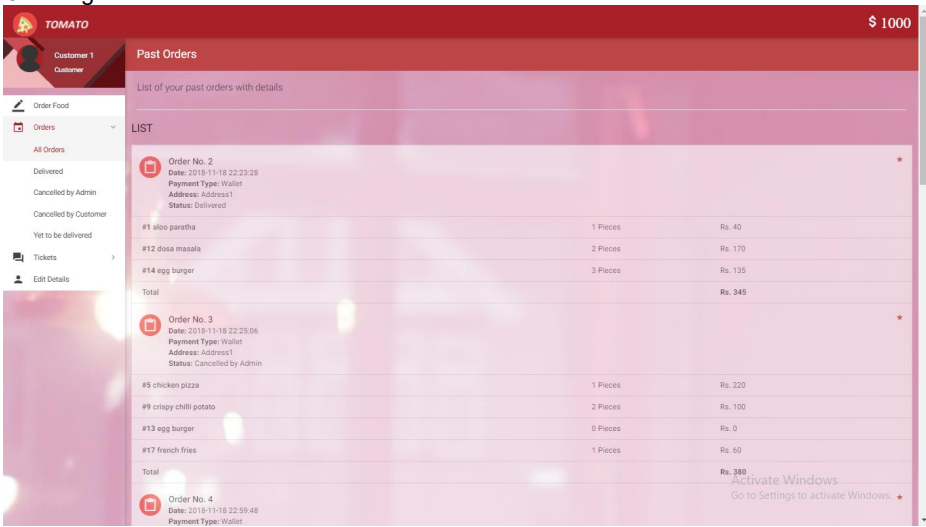 TOMATO
$ 1000
Customer 1
Customer
Past Orders
List of your past orders with details
Order Food
Orders
All Orders
Delivered
Cancelled by Admin
Cancelled by Customer
Yet to be delivered
Tickets
Edit Details
LIST
Order No. 2
Date: 2018-11-18 22:23:28
Payment Type: Wallet
Address: Address1
Status: Delivered
#1 aloo paratha 1 Pieces Rs. 40
#12 dosa masala 2 Pieces Rs. 170
#14 egg burger 3 Pieces Rs. 135
Total Rs. 345
Order No. 3
Date: 2018-11-18 22:25:06
Payment Type: Wallet
Address: Address1
Status: Cancelled by Admin
#5 chicken pizza 1 Pieces Rs. 220
#9 crispy chilli potato 2 Pieces Rs. 100
#13 egg burger 0 Pieces Rs. 0
#17 french fries 1 Pieces Rs. 60
Total Rs. 380
Order No. 4
Date: 2018-11-18 22:59:48
Payment Type: Wallet
Activate Windows
Go to Settings to activate Windows.